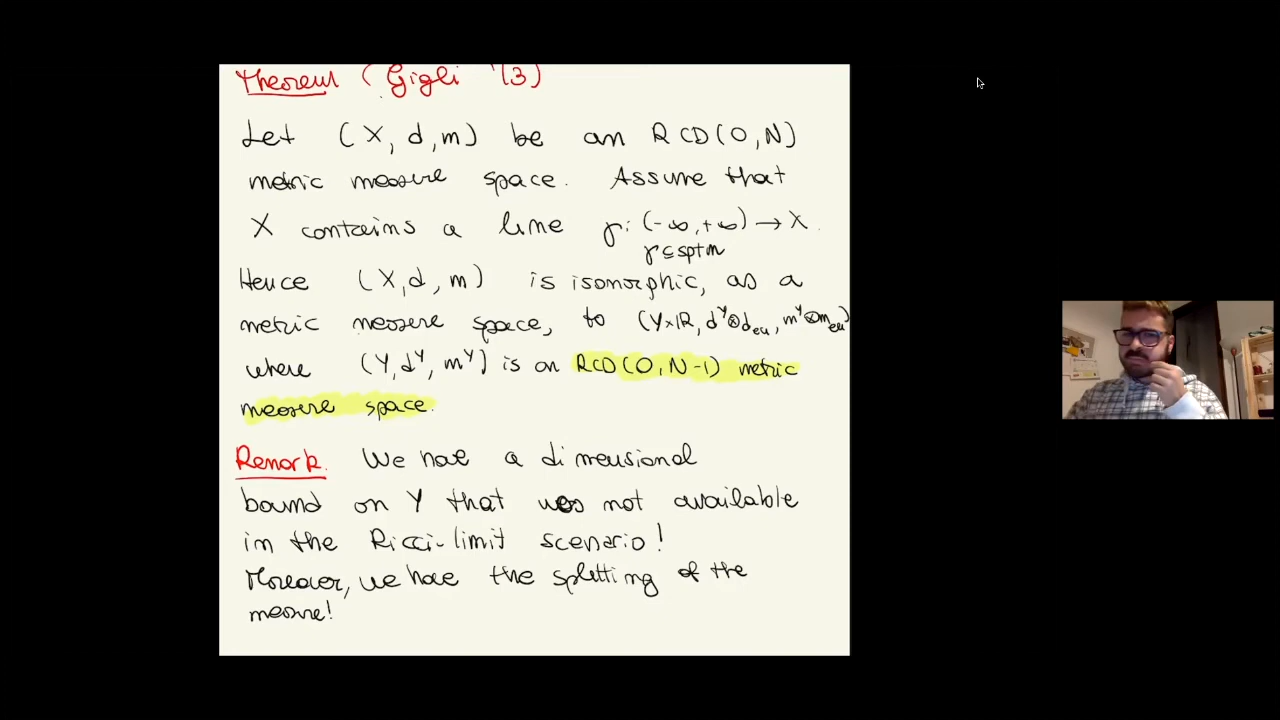 Theorem (Gigli '13)
Let (X, d, m) be an RCD(0, N)
metric measure space. Assume that
X contains a line γ: (-∞, +∞) → X.
γ ⊆ spt m
Hence (X, d, m) is isomorphic, as a
metric measure space, to (Y×ℝ, d^Y⊗d_eu, m^Y⊗m_eu)
where (Y, d^Y, m^Y) is an RCD(0, N-1) metric
measure space.
Remark. We have a dimensional
bound on Y that was not available
in the Ricci-limit scenario!
Moreover, we have the splitting of the
measure!